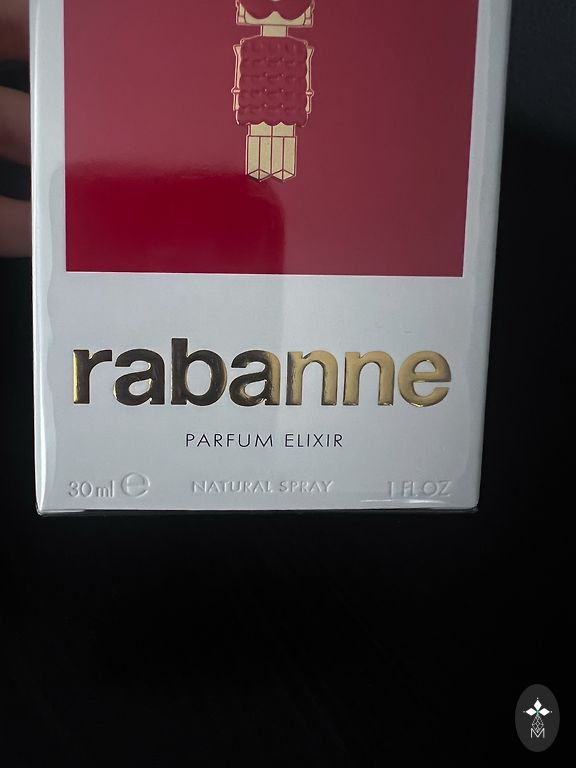 rabanne
PARFUM ELIXIR
30 ml ℮ NATURAL SPRAY 1 FL OZ